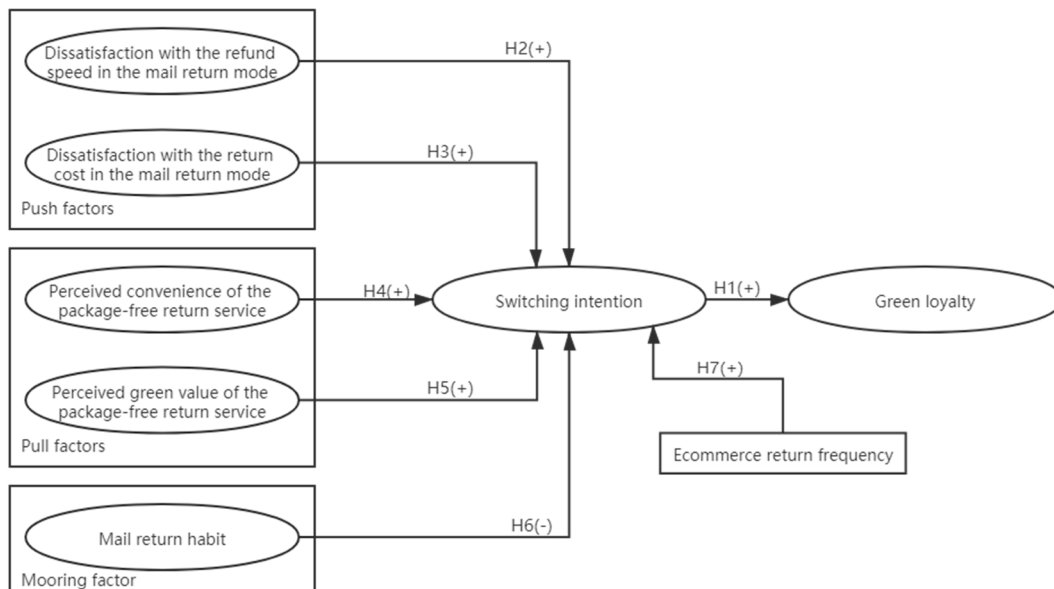 Dissatisfaction with the refund
speed in the mail return mode
H2(+)
Dissatisfaction with the return
cost in the mail return mode
H3(+)
Push factors
Perceived convenience of the
package-free return service
H4(+)
Switching intention
H1(+)
Green loyalty
Perceived green value of the
package-free return service
H5(+)
H7(+)
Pull factors
Ecommerce return frequency
Mail return habit
H6(-)
Mooring factor